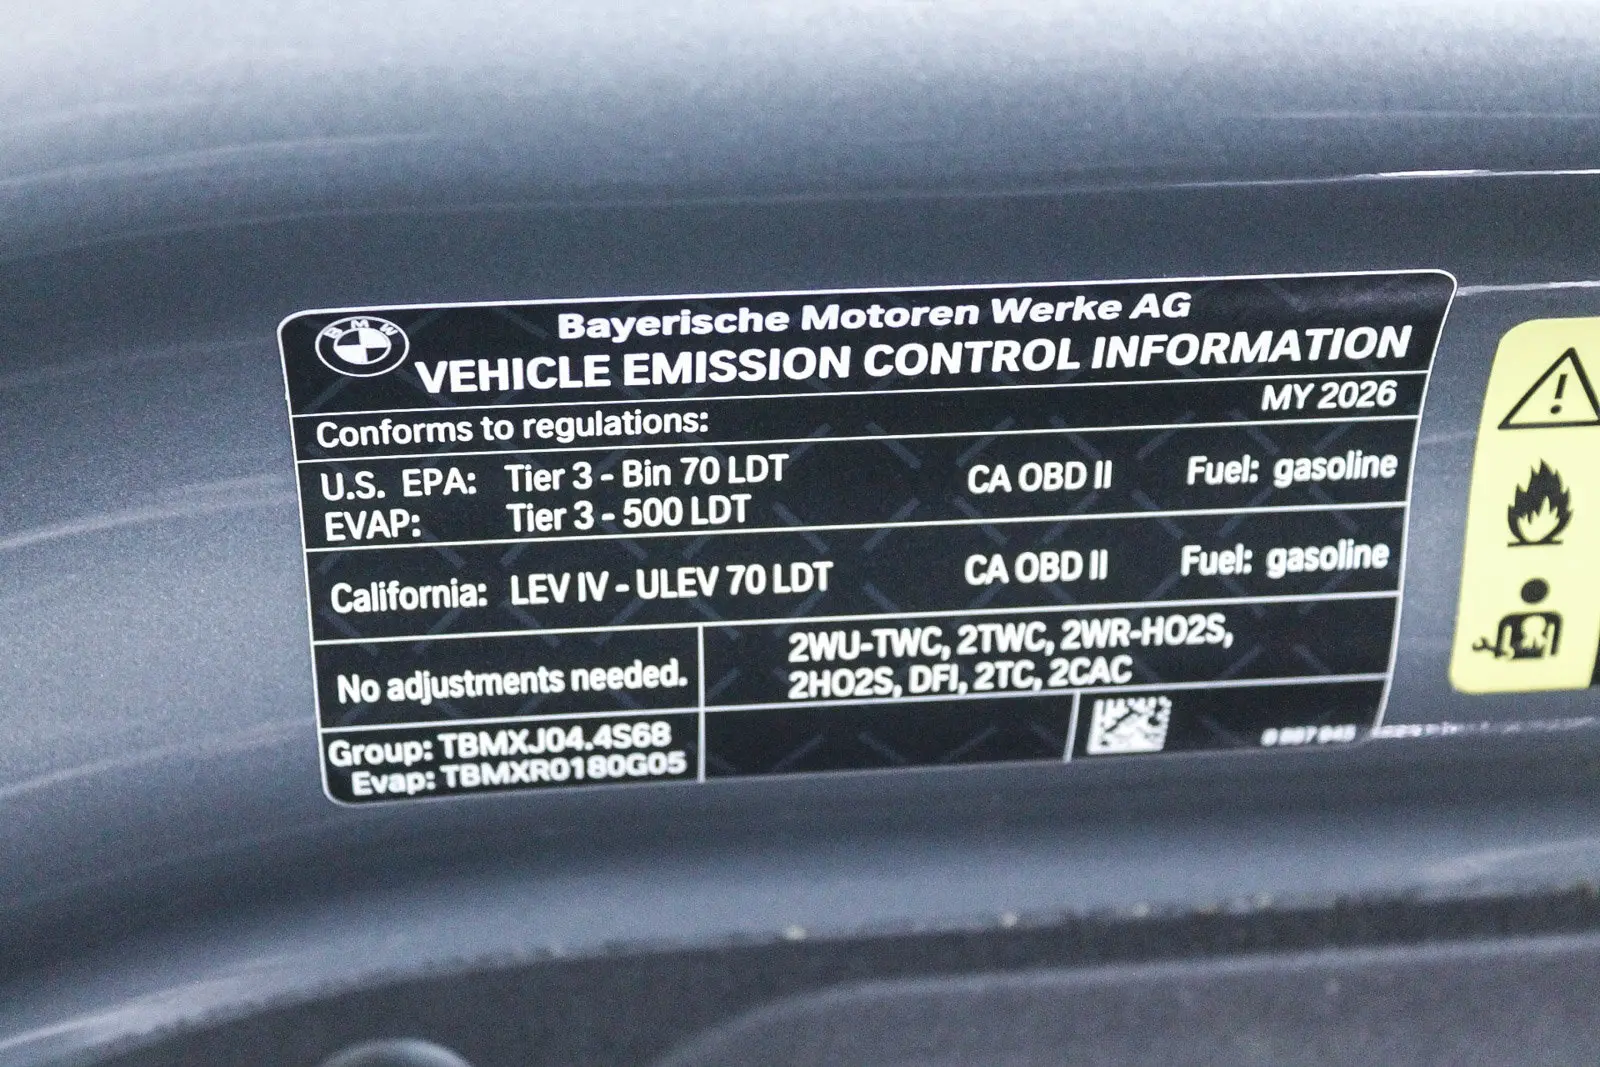 BMW
Bayerische Motoren Werke AG
VEHICLE EMISSION CONTROL INFORMATION
MY 2026
Conforms to regulations:
U.S. EPA: Tier 3 - Bin 70 LDT CA OBD II Fuel: gasoline
EVAP: Tier 3 - 500 LDT
California: LEV IV - ULEV 70 LDT CA OBD II Fuel: gasoline
No adjustments needed.
2WU-TWC, 2TWC, 2WR-HO2S,
2HO2S, DFI, 2TC, 2CAC
Group: TBMXJ04.4S68
Evap: TBMXR0180G05